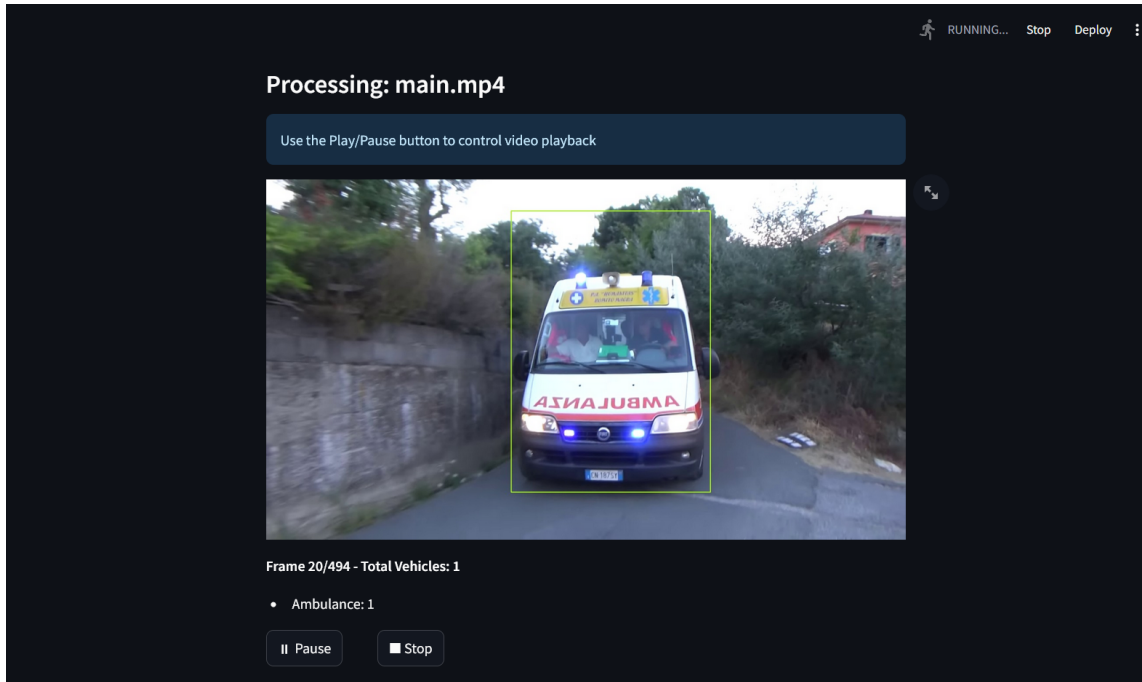 RUNNING... Stop Deploy
Processing: main.mp4
Use the Play/Pause button to control video playback
AMBULANZA
Frame 20/494 - Total Vehicles: 1
Ambulance: 1
Pause
Stop